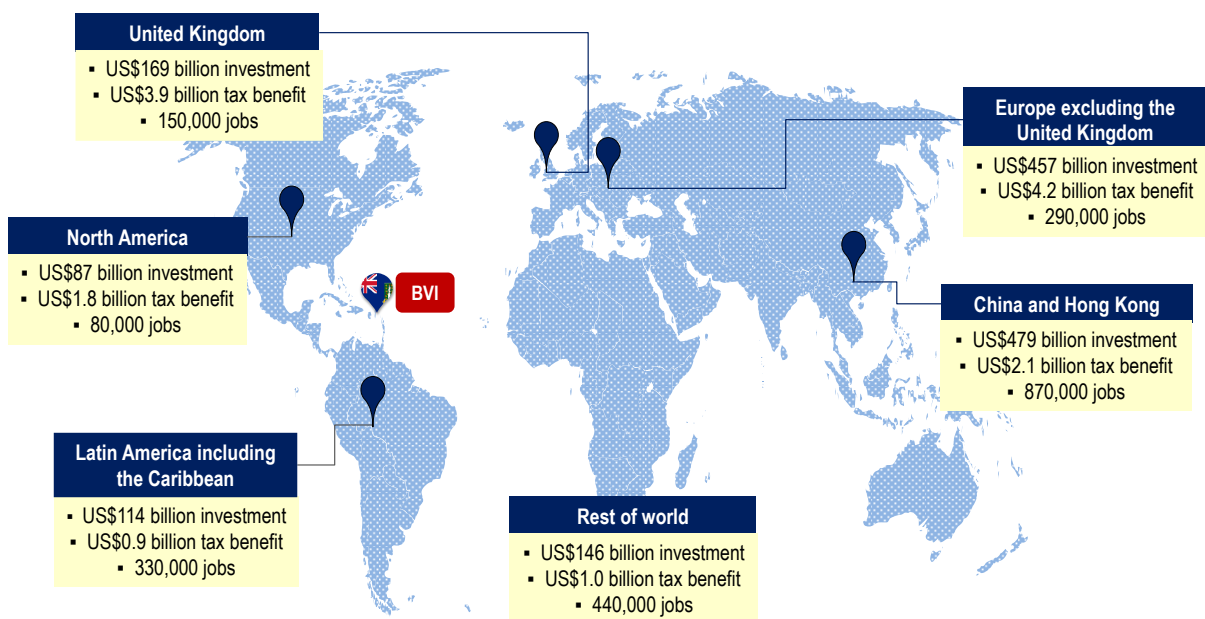 United Kingdom
▪ US$169 billion investment
▪ US$3.9 billion tax benefit
▪ 150,000 jobs
Europe excluding the
United Kingdom
▪ US$457 billion investment
▪ US$4.2 billion tax benefit
▪ 290,000 jobs
North America
▪ US$87 billion investment
▪ US$1.8 billion tax benefit
▪ 80,000 jobs
BVI
China and Hong Kong
▪ US$479 billion investment
▪ US$2.1 billion tax benefit
▪ 870,000 jobs
Latin America including
the Caribbean
▪ US$114 billion investment
▪ US$0.9 billion tax benefit
▪ 330,000 jobs
Rest of world
▪ US$146 billion investment
▪ US$1.0 billion tax benefit
▪ 440,000 jobs